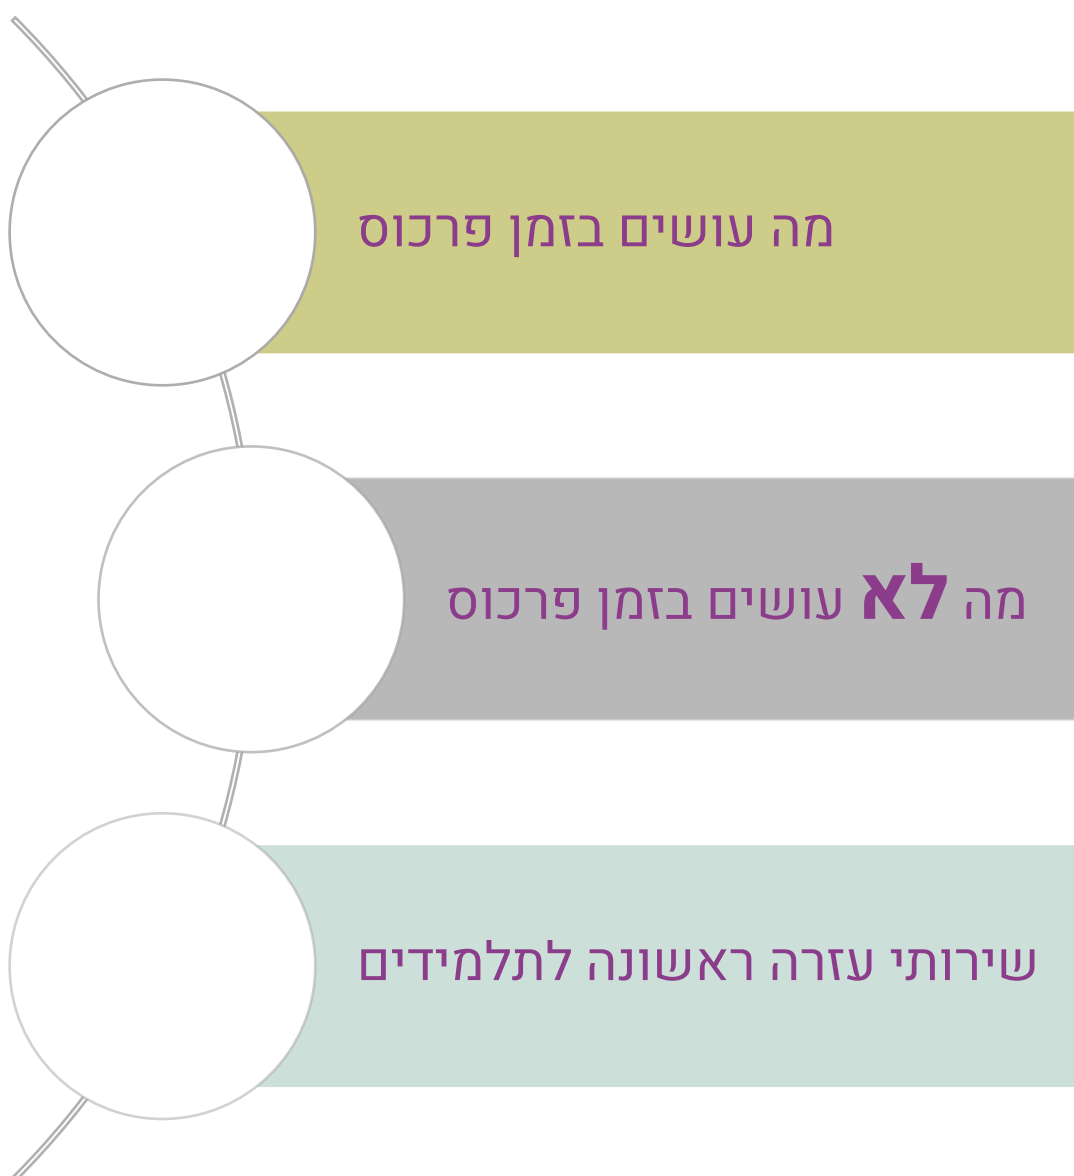 מה עושים בזמן פרכוס
מה לא עושים בזמן פרכוס
שירותי עזרה ראשונה לתלמידים